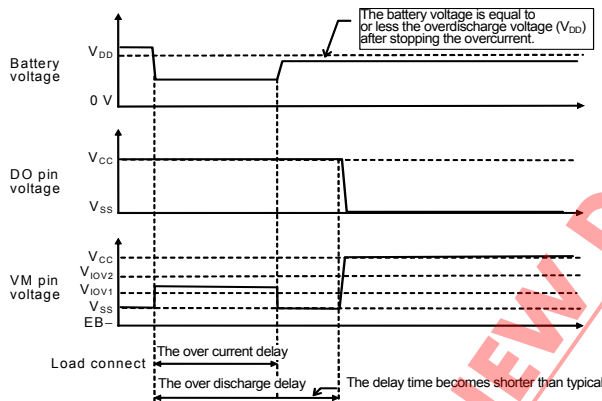 The battery voltage is equal to
or less the overdischarge voltage (VDD)
after stopping the overcurrent.
VDD
Battery
voltage
0 V
VCC
DO pin
voltage
VSS
VCC
VIOV2
VM pin
voltage
VIOV1
VSS
EB−
Load connect
The over current delay
The over discharge delay
The delay time becomes shorter than typical
NEW D